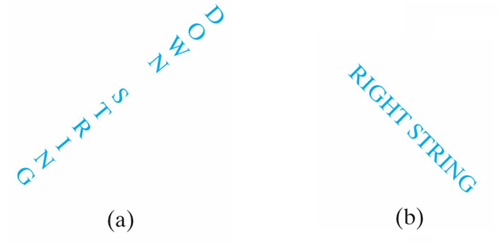 DOWN STRING
RIGHT STRING
(a)
(b)